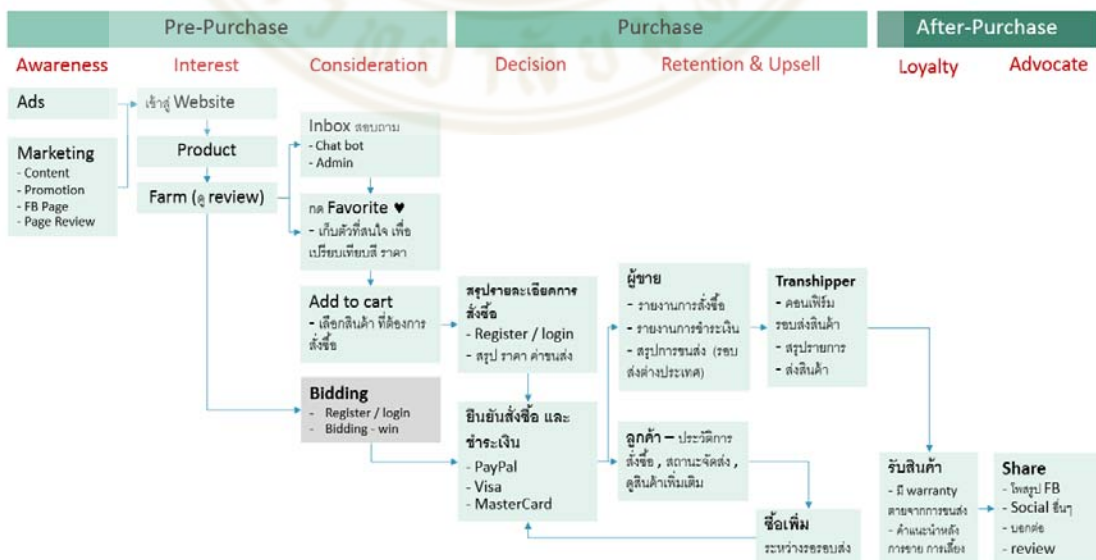 Pre-Purchase
Purchase
After-Purchase
Awareness
Interest
Consideration
Decision
Retention & Upsell
Loyalty
Advocate
Ads
Marketing
- Content
- Promotion
- FB Page
- Page Review
เข้าสู่ Website
Product
Farm (ดู review)
Inbox สอบถาม
- Chat bot
- Admin
กด Favorite ♥
- เก็บตัวที่สนใจ เพื่อ
เปรียบเทียบสี ราคา
Add to cart
- เลือกสินค้า ที่ต้องการ
สั่งซื้อ
Bidding
- Register / login
- Bidding - win
สรุปรายละเอียดการ
สั่งซื้อ
- Register / login
- สรุป ราคา ค่าขนส่ง
ยืนยันสั่งซื้อ และ
ชำระเงิน
- PayPal
- Visa
- MasterCard
ผู้ขาย
- รายงานการสั่งซื้อ
- รายงานการชำระเงิน
- สรุปการขนส่ง (รอบ
ส่งต่างประเทศ)
ลูกค้า – ประวัติการ
สั่งซื้อ , สถานะจัดส่ง ,
ดูสินค้าเพิ่มเติม
Transhipper
- คอนเฟิร์ม
รอบส่งสินค้า
- สรุปรายการ
- ส่งสินค้า
ซื้อเพิ่ม
ระหว่างรอรอบส่ง
รับสินค้า
- มี warranty
ตายจากการขนส่ง
- คำแนะนำหลัง
การขาย การเลี้ยง
Share
- โพสรูป FB
- Social อื่นๆ
- บอกต่อ
- review